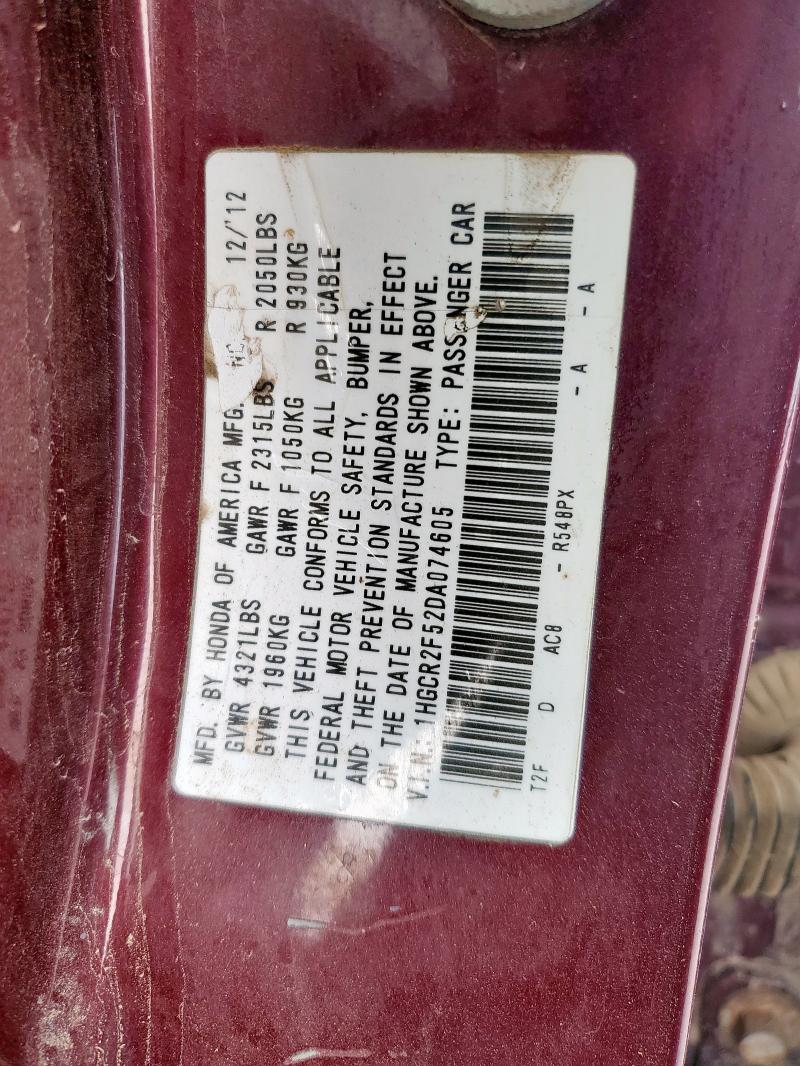 MFD. BY HONDA OF AMERICA MFG. INC. 12/'12
GVWR 4321LBS GAWR F 2315LBS R 2050LBS
GVWR 1960KG GAWR F 1050KG R 930KG
THIS VEHICLE CONFORMS TO ALL APPLICABLE
FEDERAL MOTOR VEHICLE SAFETY, BUMPER,
AND THEFT PREVENTION STANDARDS IN EFFECT
ON THE DATE OF MANUFACTURE SHOWN ABOVE.
V.I.N.: 1HGCR2F52DA074605 TYPE: PASSENGER CAR
T2F D AC8 - R548PX - A - A